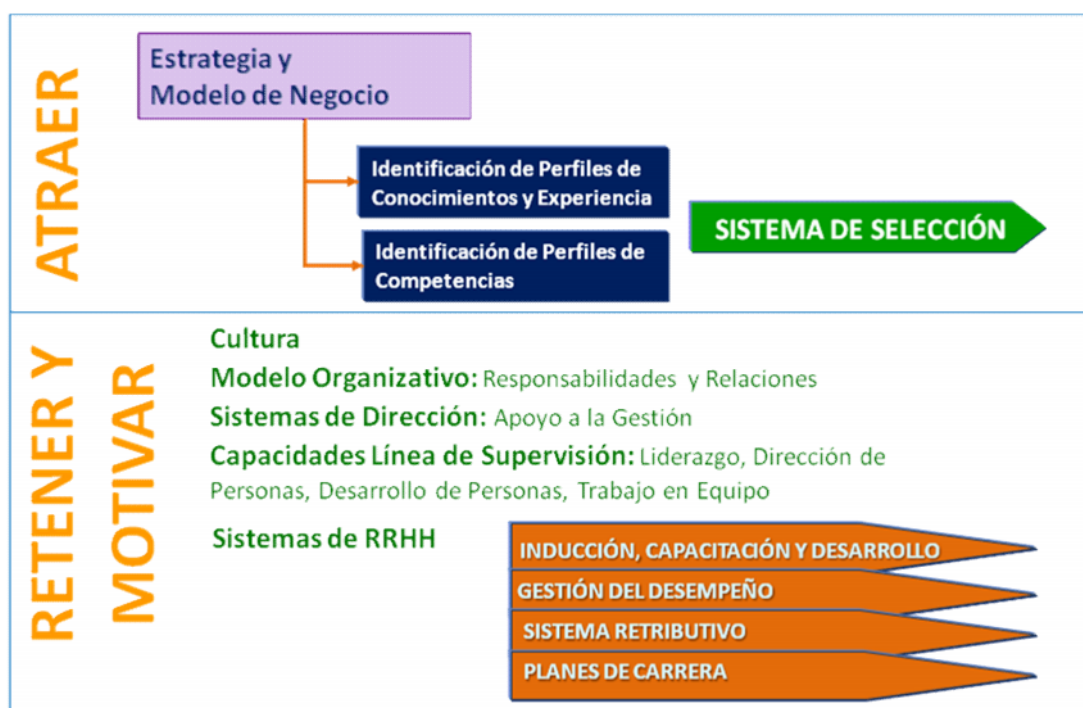 ATRAER
Estrategia y
Modelo de Negocio
Identificación de Perfiles de
Conocimientos y Experiencia
Identificación de Perfiles de
Competencias
SISTEMA DE SELECCIÓN
RETENER Y
MOTIVAR
Cultura
Modelo Organizativo: Responsabilidades y Relaciones
Sistemas de Dirección: Apoyo a la Gestión
Capacidades Línea de Supervisión: Liderazgo, Dirección de
Personas, Desarrollo de Personas, Trabajo en Equipo
Sistemas de RRHH
INDUCCIÓN, CAPACITACIÓN Y DESARROLLO
GESTIÓN DEL DESEMPEÑO
SISTEMA RETRIBUTIVO
PLANES DE CARRERA